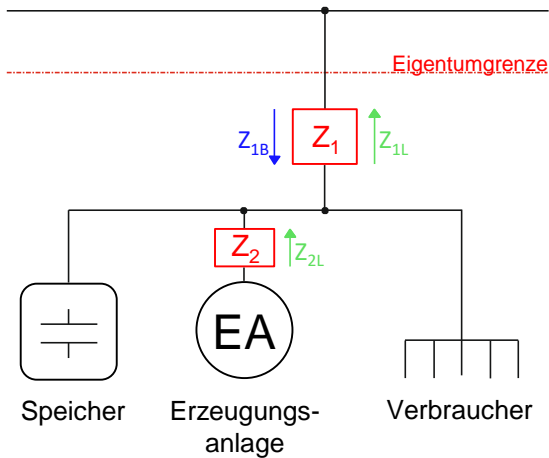 Eigentumgrenze
Z1B
Z1
Z1L
Z2
Z2L
EA
Speicher
Erzeugungs-
anlage
Verbraucher